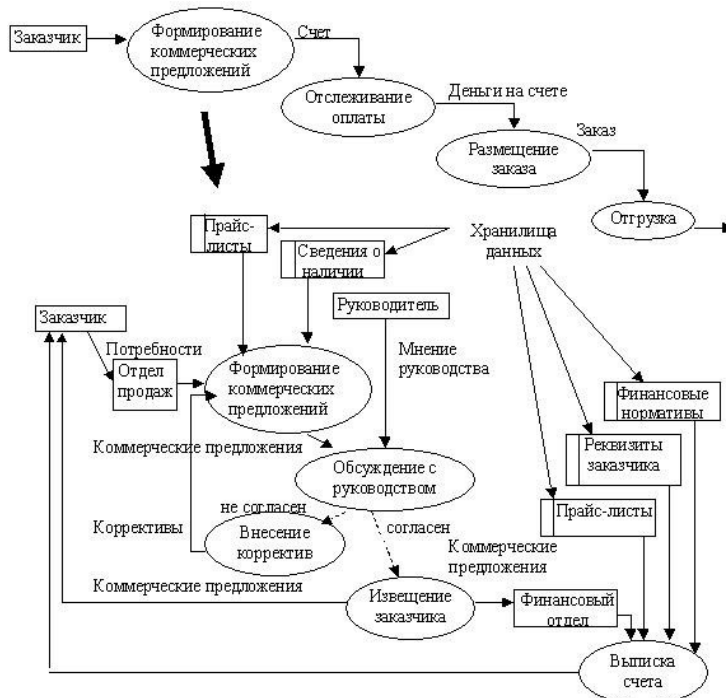 Заказчик
Формирование
коммерческих
предложений
Счет
Отслеживание
оплаты
Деньги на счете
Размещение
заказа
Заказ
Отгрузка
Прайс-
листы
Сведения о
наличии
Хранилища
данных
Заказчик
Руководитель
Потребности
Отдел
продаж
Формирование
коммерческих
предложений
Мнение
руководства
Финансовые
нормативы
Коммерческие предложения
Обсуждение с
руководством
Реквизиты
заказчика
не согласен
Прайс-листы
Коррективы
Внесение
корректив
согласен
Коммерческие
предложения
Коммерческие предложения
Извещение
заказчика
Финансовый
отдел
Выписка
счета